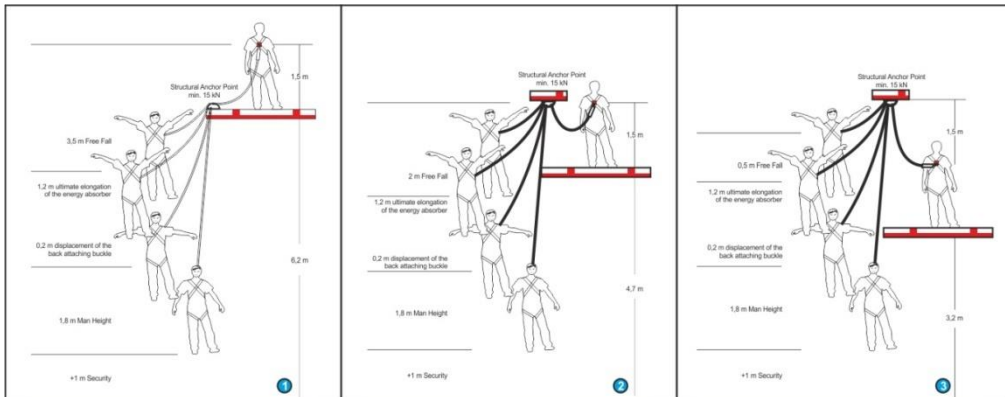 1,5 m
Structural Anchor Point
min. 15 kN
3,5 m Free Fall
1,2 m ultimate elongation
of the energy absorber
0,2 m displacement of the
back attaching buckle
6,2 m
1,8 m Man Height
+1 m Security
1
Structural Anchor Point
min. 15 kN
1,5 m
2 m Free Fall
1,2 m ultimate elongation
of the energy absorber
0,2 m displacement of the
back attaching buckle
4,7 m
1,8 m Man Height
+1 m Security
2
Structural Anchor Point
min. 15 kN
1,5 m
0,5 m Free Fall
1,2 m ultimate elongation
of the energy absorber
0,2 m displacement of the
back attaching buckle
1,8 m Man Height
3,2 m
+1 m Security
3